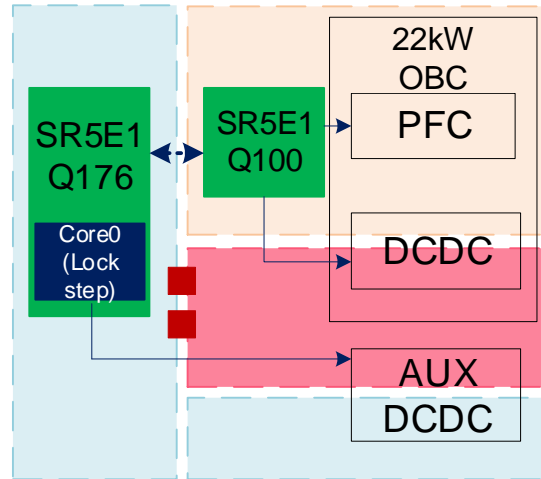 SR5E1
Q176
Core0
(Lock
step)
SR5E1
Q100
22kW
OBC
PFC
DCDC
AUX
DCDC